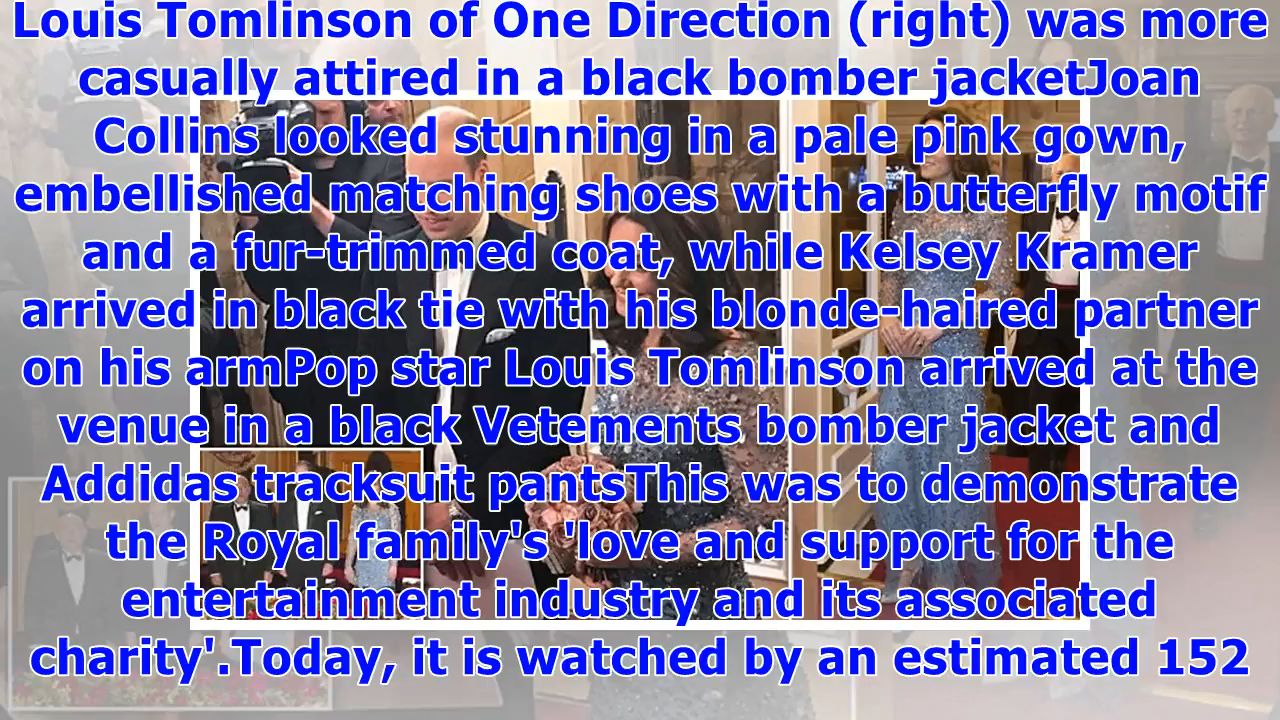 Louis Tomlinson of One Direction (right) was more
casually attired in a black bomber jacketJoan
Collins looked stunning in a pale pink gown,
embellished matching shoes with a butterfly motif
and a fur-trimmed coat, while Kelsey Kramer
arrived in black tie with his blonde-haired partner
on his armPop star Louis Tomlinson arrived at the
venue in a black Vetements bomber jacket and
Addidas tracksuit pantsThis was to demonstrate
the Royal family's 'love and support for the
entertainment industry and its associated
charity'.Today, it is watched by an estimated 152